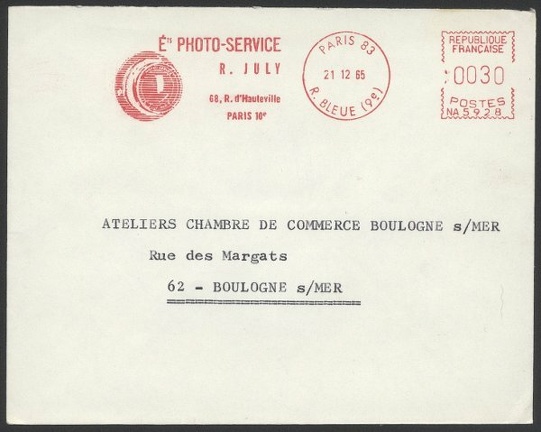 Éts PHOTO-SERVICE
R. JULY
68, R. d'Hauteville
PARIS 10e
PARIS 83
21 12 65
R. BLEUE (9e)
REPUBLIQUE
FRANÇAISE
0030
POSTES
NA 5928
ATELIERS CHAMBRE DE COMMERCE BOULOGNE s/MER
Rue des Margats
62 - BOULOGNE s/MER